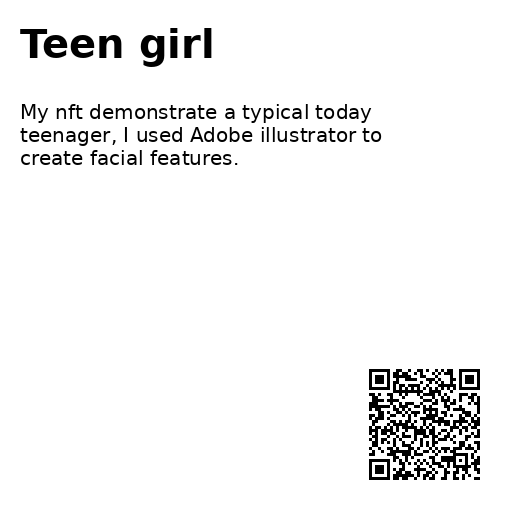 Teen girl
My nft demonstrate a typical today
teenager, I used Adobe illustrator to
create facial features.